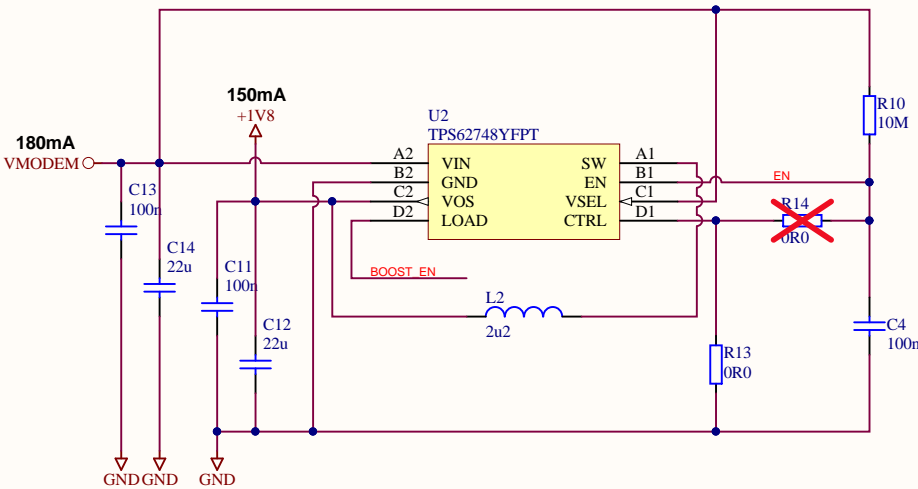 150mA
+1V8
180mA
VMODEM
U2
TPS62748YFPT
A2
VIN
SW
A1
B2
GND
EN
B1
C2
VOS
VSEL
C1
D2
LOAD
CTRL
D1
EN
R10
10M
R14
0R0
C13
100n
C14
22u
C11
100n
C12
22u
BOOST_EN
L2
2u2
R13
0R0
C4
100n
GND
GND
GND